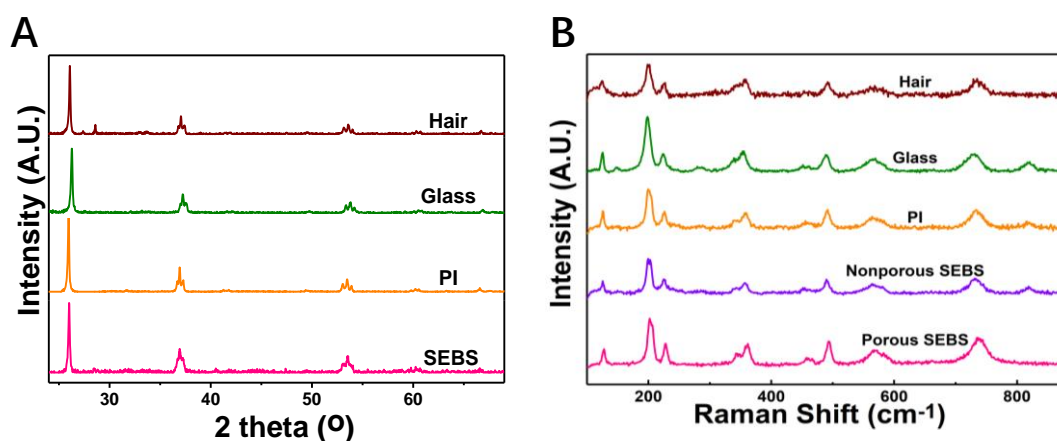 A
Intensity (A.U.)
Hair
Glass
PI
SEBS
30 40 50 60
2 theta (o)
B
Intensity (A.U.)
Hair
Glass
PI
Nonporous SEBS
Porous SEBS
200 400 600 800
Raman Shift (cm-1)